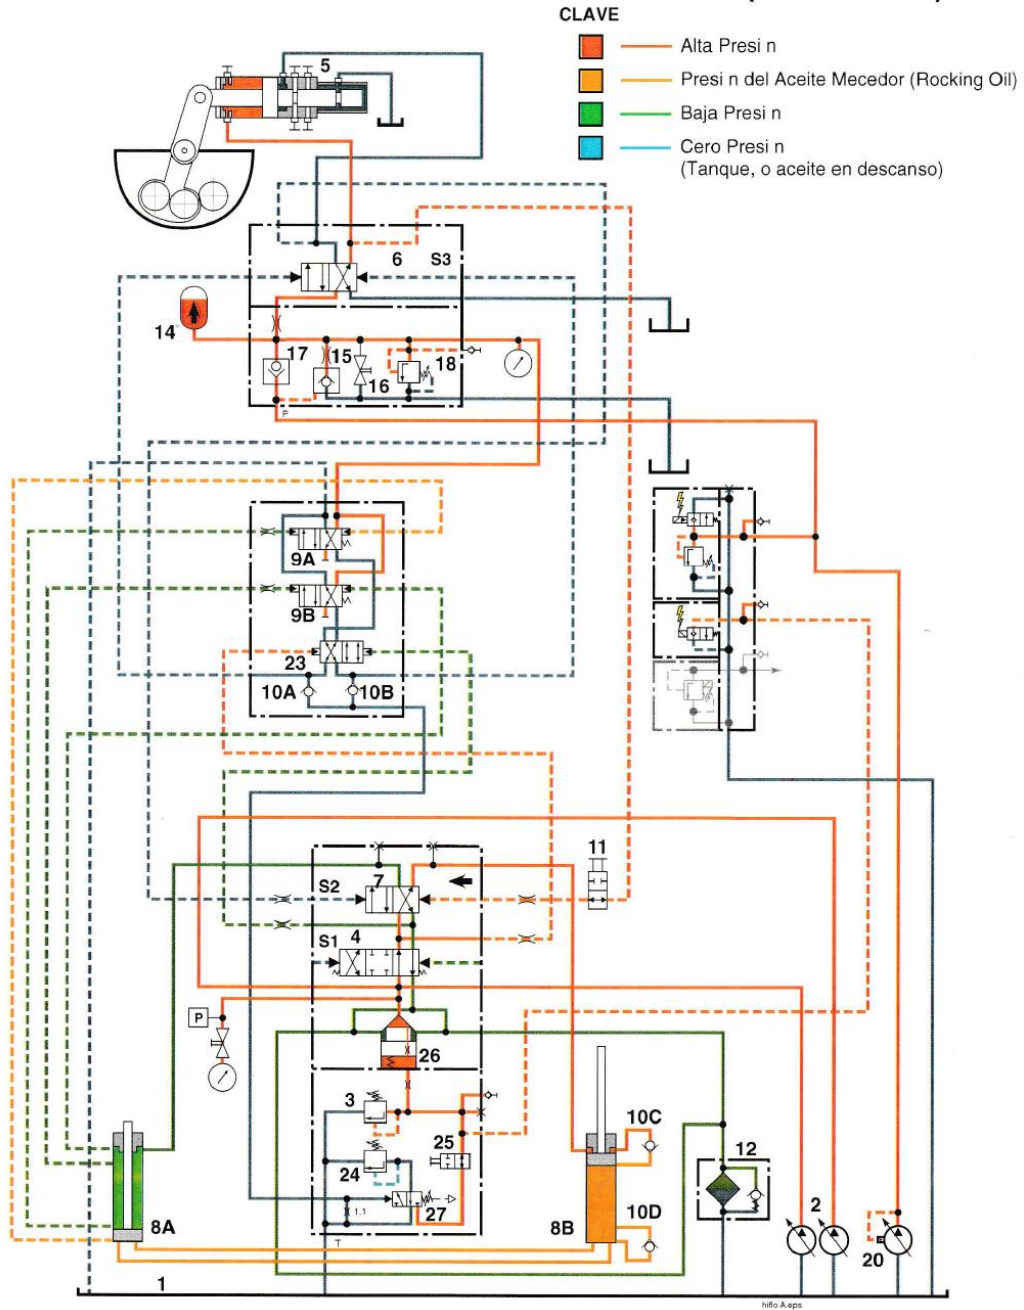 CLAVE
Alta Presi n
Presi n del Aceite Mecedor (Rocking Oil)
Baja Presi n
Cero Presi n
(Tanque, o aceite en descanso)
5
6
S3
14
17
15
16
18
P
9A
9B
23
10A
10B
11
S2
7
S1
4
P
26
3
25
10C
24
12
1.1
27
10D
2
8A
8B
20
T
1
hiflo A.eps